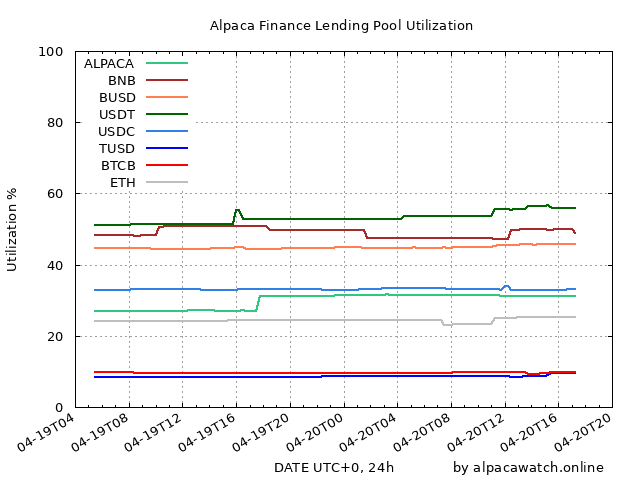 Alpaca Finance Lending Pool Utilization
100
80
60
40
20
0
Utilization %
ALPACA
BNB
BUSD
USDT
USDC
TUSD
BTCB
ETH
04-19T04
04-19T08
04-19T12
04-19T16
04-19T20
04-20T00
04-20T04
04-20T08
04-20T12
04-20T16
04-20T20
DATE UTC+0, 24h
by alpacawatch.online